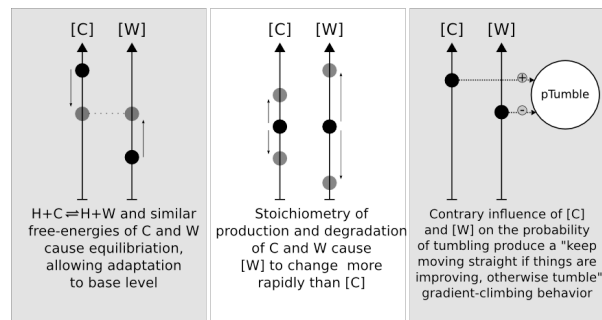 [C] [W]
H+C⇌H+W and similar
free-energies of C and W
cause equilibriation,
allowing adaptation
to base level
[C] [W]
Stoichiometry of
production and degradation
of C and W cause
[W] to change more
rapidly than [C]
[C] [W]
+
pTumble
-
Contrary influence of [C]
and [W] on the probability
of tumbling produce a "keep
moving straight if things are
improving, otherwise tumble"
gradient-climbing behavior